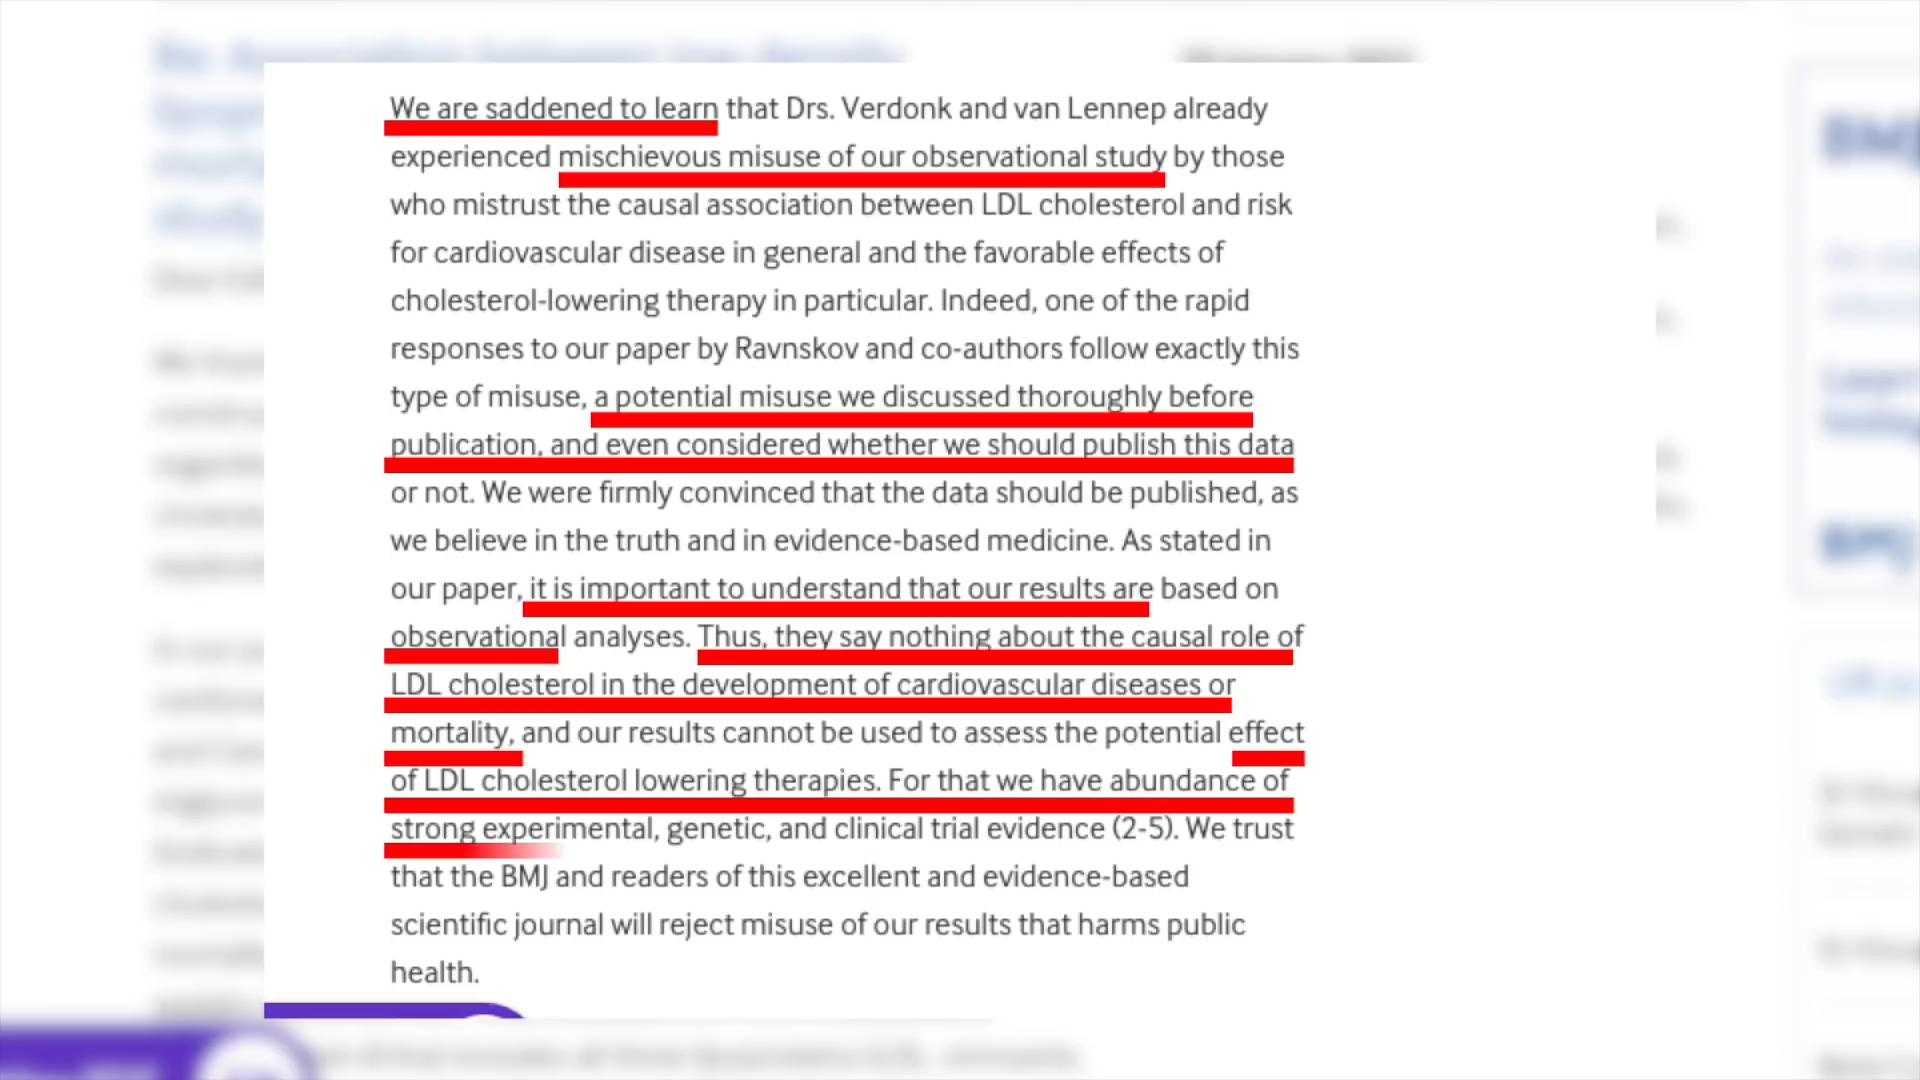 We are saddened to learn that Drs. Verdonk and van Lennep already
experienced mischievous misuse of our observational study by those
who mistrust the causal association between LDL cholesterol and risk
for cardiovascular disease in general and the favorable effects of
cholesterol-lowering therapy in particular. Indeed, one of the rapid
responses to our paper by Ravnskov and co-authors follow exactly this
type of misuse, a potential misuse we discussed thoroughly before
publication, and even considered whether we should publish this data
or not. We were firmly convinced that the data should be published, as
we believe in the truth and in evidence-based medicine. As stated in
our paper, it is important to understand that our results are based on
observational analyses. Thus, they say nothing about the causal role of
LDL cholesterol in the development of cardiovascular diseases or
mortality, and our results cannot be used to assess the potential effect
of LDL cholesterol lowering therapies. For that we have abundance of
strong experimental, genetic, and clinical trial evidence (2-5). We trust
that the BMJ and readers of this excellent and evidence-based
scientific journal will reject misuse of our results that harms public
health.